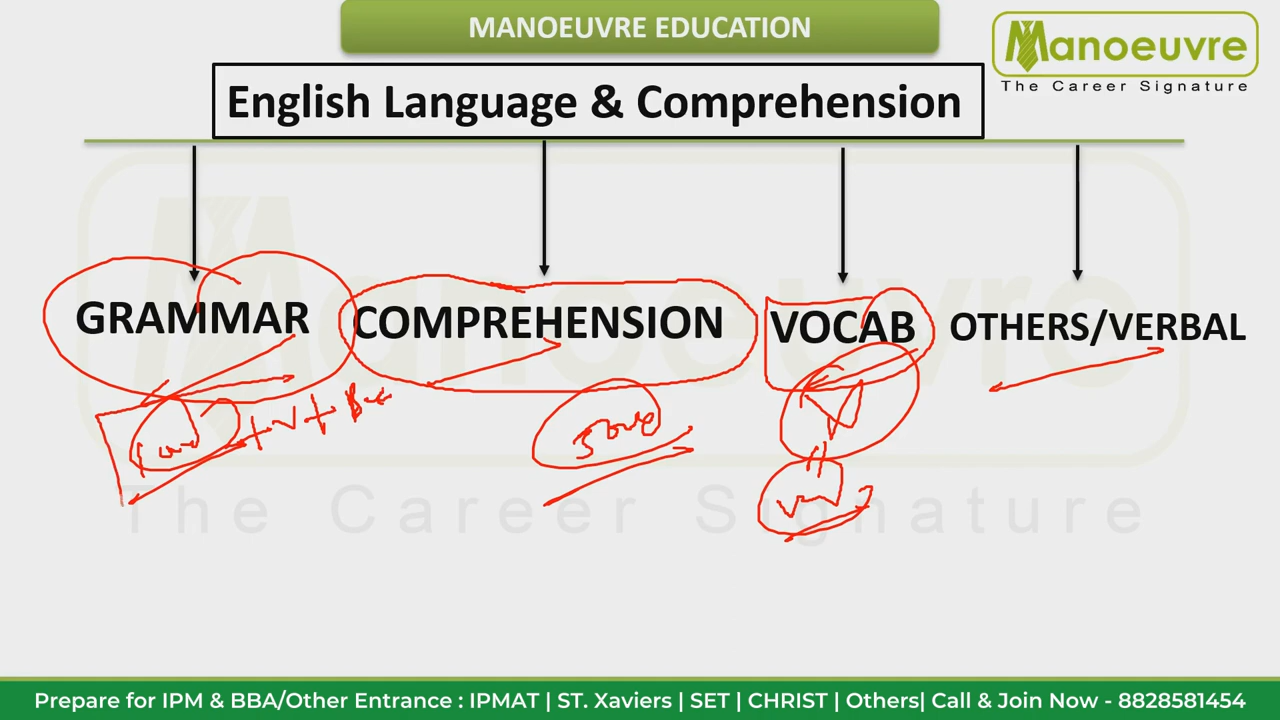 MANOEUVRE EDUCATION
Manoeuvre
The Career Signature
English Language & Comprehension
GRAMMAR COMPREHENSION VOCAB OTHERS/VERBAL
Manoeuvre
The Career Signature
Prepare for IPM & BBA/Other Entrance : IPMAT | ST. Xaviers | SET | CHRIST | Others| Call & Join Now - 8828581454